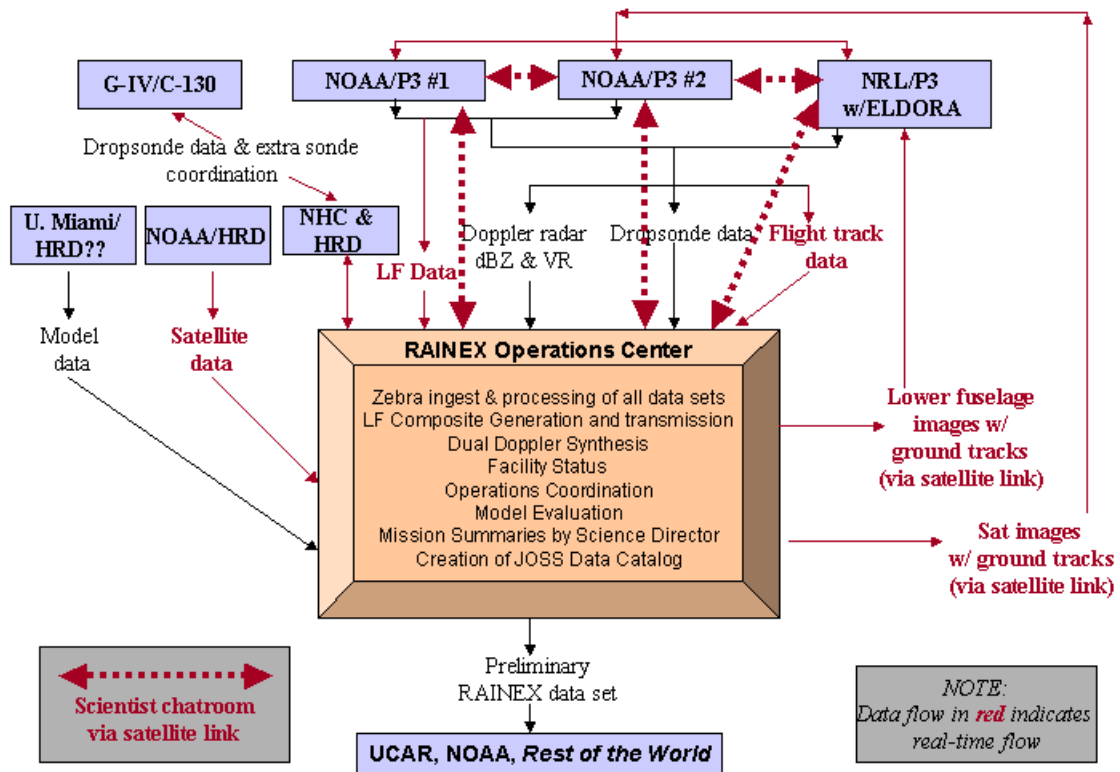 G-IV/C-130
NOAA/P3 #1
NOAA/P3 #2
NRL/P3
w/ELDORA
Dropsonde data & extra sonde
coordination
U. Miami/
HRD??
NOAA/HRD
NHC &
HRD
LF Data
Doppler radar
dBZ & VR
Dropsonde data
Flight track
data
Model
data
Satellite
data
RAINEX Operations Center
Zebra ingest & processing of all data sets
LF Composite Generation and transmission
Dual Doppler Synthesis
Facility Status
Operations Coordination
Model Evaluation
Mission Summaries by Science Director
Creation of JOSS Data Catalog
Lower fuselage
images w/
ground tracks
(via satellite link)
Sat images
w/ ground tracks
(via satellite link)
Scientist chatroom
via satellite link
Preliminary
RAINEX data set
NOTE:
Data flow in red indicates
real-time flow
UCAR, NOAA, Rest of the World